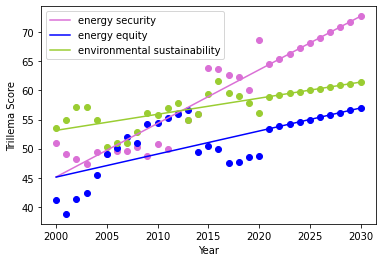 energy security
energy equity
environmental sustainability
70
65
60
55
50
45
40
Trillema Score
2000
2005
2010
2015
2020
2025
2030
Year